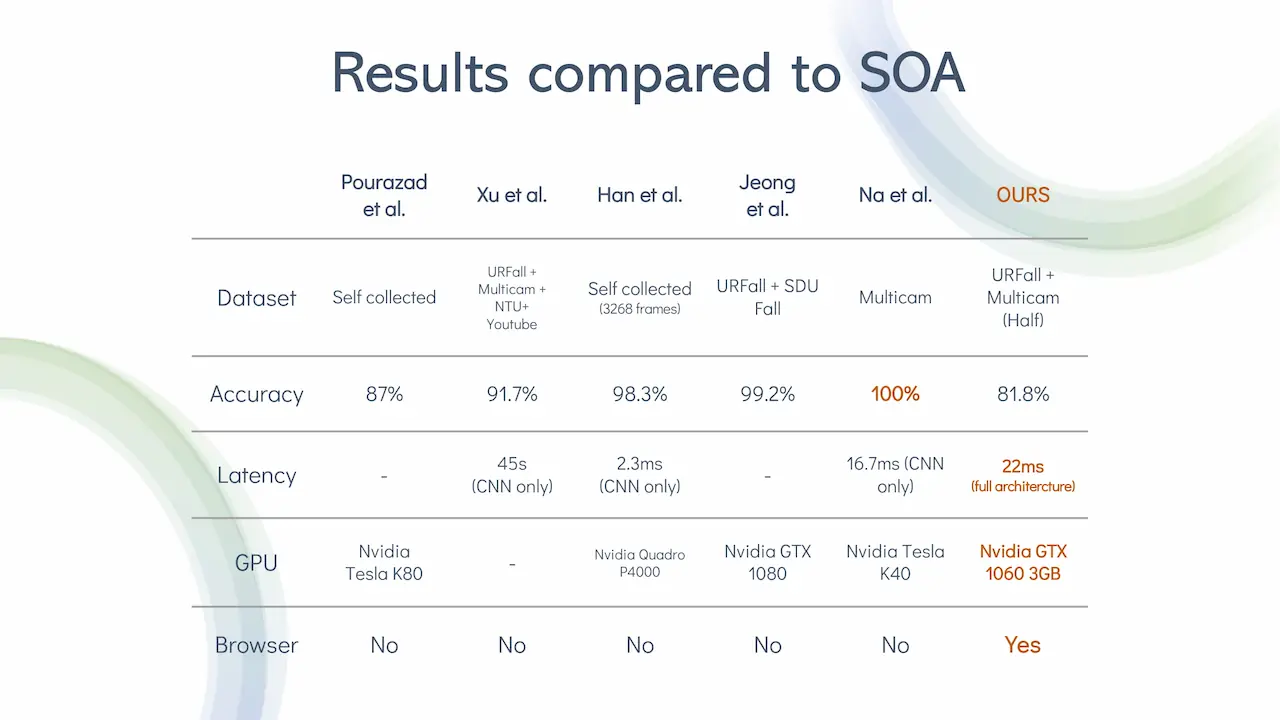 Results compared to SOA
Pourazad
et al.
Xu et al.
Han et al.
Jeong
et al.
Na et al.
OURS
Dataset
Self collected
URFall +
Multicam +
NTU+
Youtube
Self collected
(3268 frames)
URFall + SDU
Fall
Multicam
URFall +
Multicam
(Half)
Accuracy
87%
91.7%
98.3%
99.2%
100%
81.8%
Latency
-
45s
(CNN only)
2.3ms
(CNN only)
-
16.7ms (CNN
only)
22ms
(full architercture)
GPU
Nvidia
Tesla K80
-
Nvidia Quadro
P4000
Nvidia GTX
1080
Nvidia Tesla
K40
Nvidia GTX
1060 3GB
Browser
No
No
No
No
No
Yes